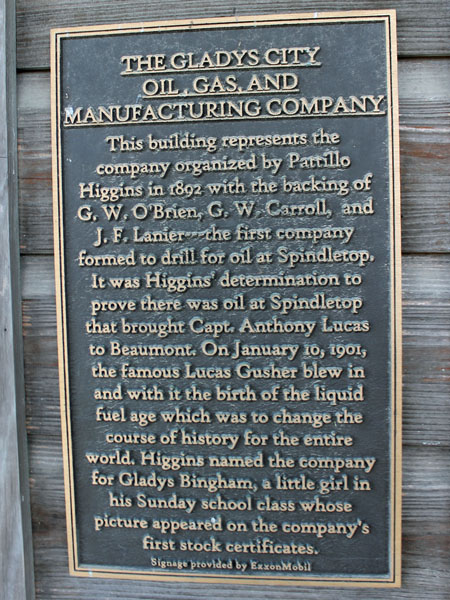 THE GLADYS CITY
OIL, GAS, AND
MANUFACTURING COMPANY
This building represents the
company organized by Pattillo
Higgins in 1892 with the backing of
G. W. O'Brien, G. W. Carroll, and
J. F. Lanier---the first company
formed to drill for oil at Spindletop.
It was Higgins' determination to
prove there was oil at Spindletop
that brought Capt. Anthony Lucas
to Beaumont. On January 10, 1901,
the famous Lucas Gusher blew in
and with it the birth of the liquid
fuel age which was to change the
course of history for the entire
world. Higgins named the company
for Gladys Bingham, a little girl in
his Sunday school class whose
picture appeared on the company's
first stock certificates.
Signage provided by ExxonMobil